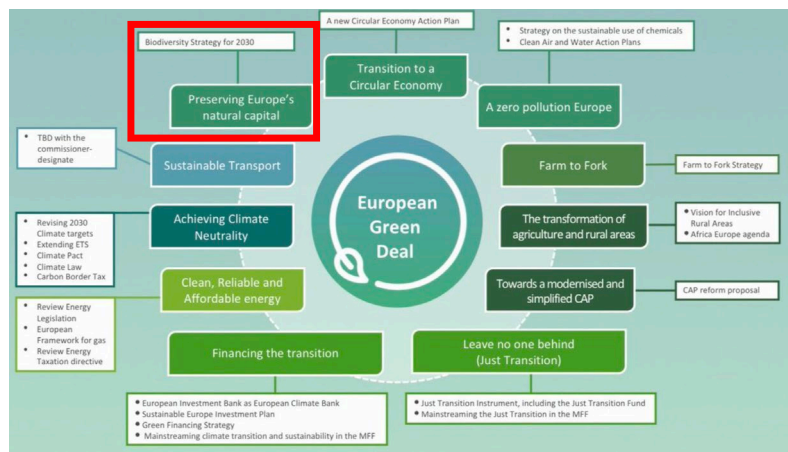 A new Circular Economy Action Plan
Biodiversity Strategy for 2030
• Strategy on the sustainable use of chemicals
• Clean Air and Water Action Plans
Transition to a
Circular Economy
Preserving Europe's
natural capital
A zero pollution Europe
• TBD with the
commissioner-
designate
Sustainable Transport
Farm to Fork
Farm to Fork Strategy
European
Green
Deal
• Revising 2030
Climate targets
• Extending ETS
• Climate Pact
• Climate Law
• Carbon Border Tax
Achieving Climate
Neutrality
The transformation of
agriculture and rural areas
• Vision for Inclusive
Rural Areas
• Africa Europe agenda
Clean, Reliable and
Affordable energy
Towards a modernised and
simplified CAP
CAP reform proposal
• Review Energy
Legislation
• European
Framework for gas
• Review Energy
Taxation directive
Financing the transition
Leave no one behind
(Just Transition)
• European Investment Bank as European Climate Bank
• Sustainable Europe Investment Plan
• Green Financing Strategy
• Mainstreaming climate transition and sustainability in the MFF
• Just Transition Instrument, including the Just Transition Fund
• Mainstreaming the Just Transition in the MFF